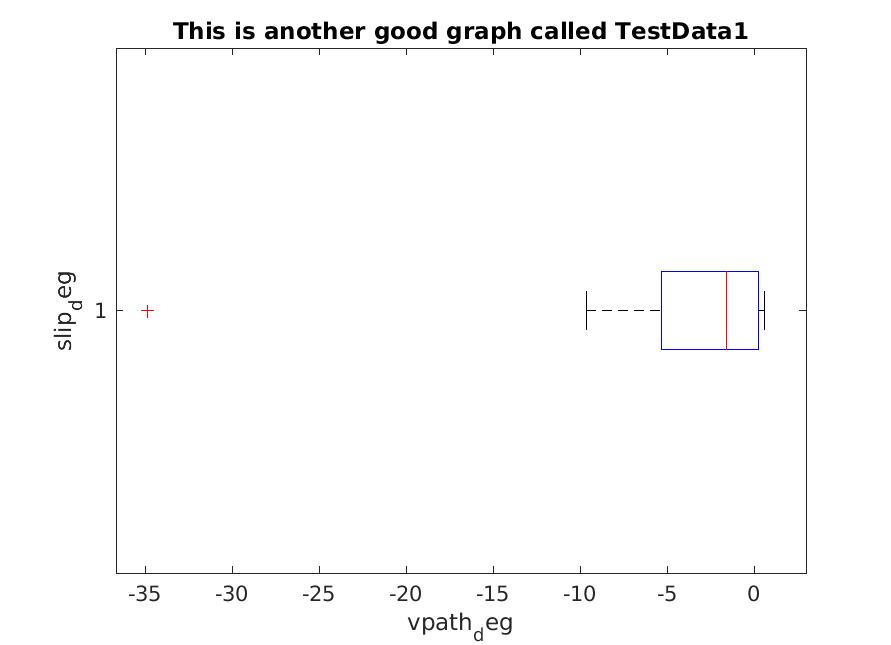 This is another good graph called TestData1
slip_deg
1
-35 -30 -25 -20 -15 -10 -5 0
vpath_deg